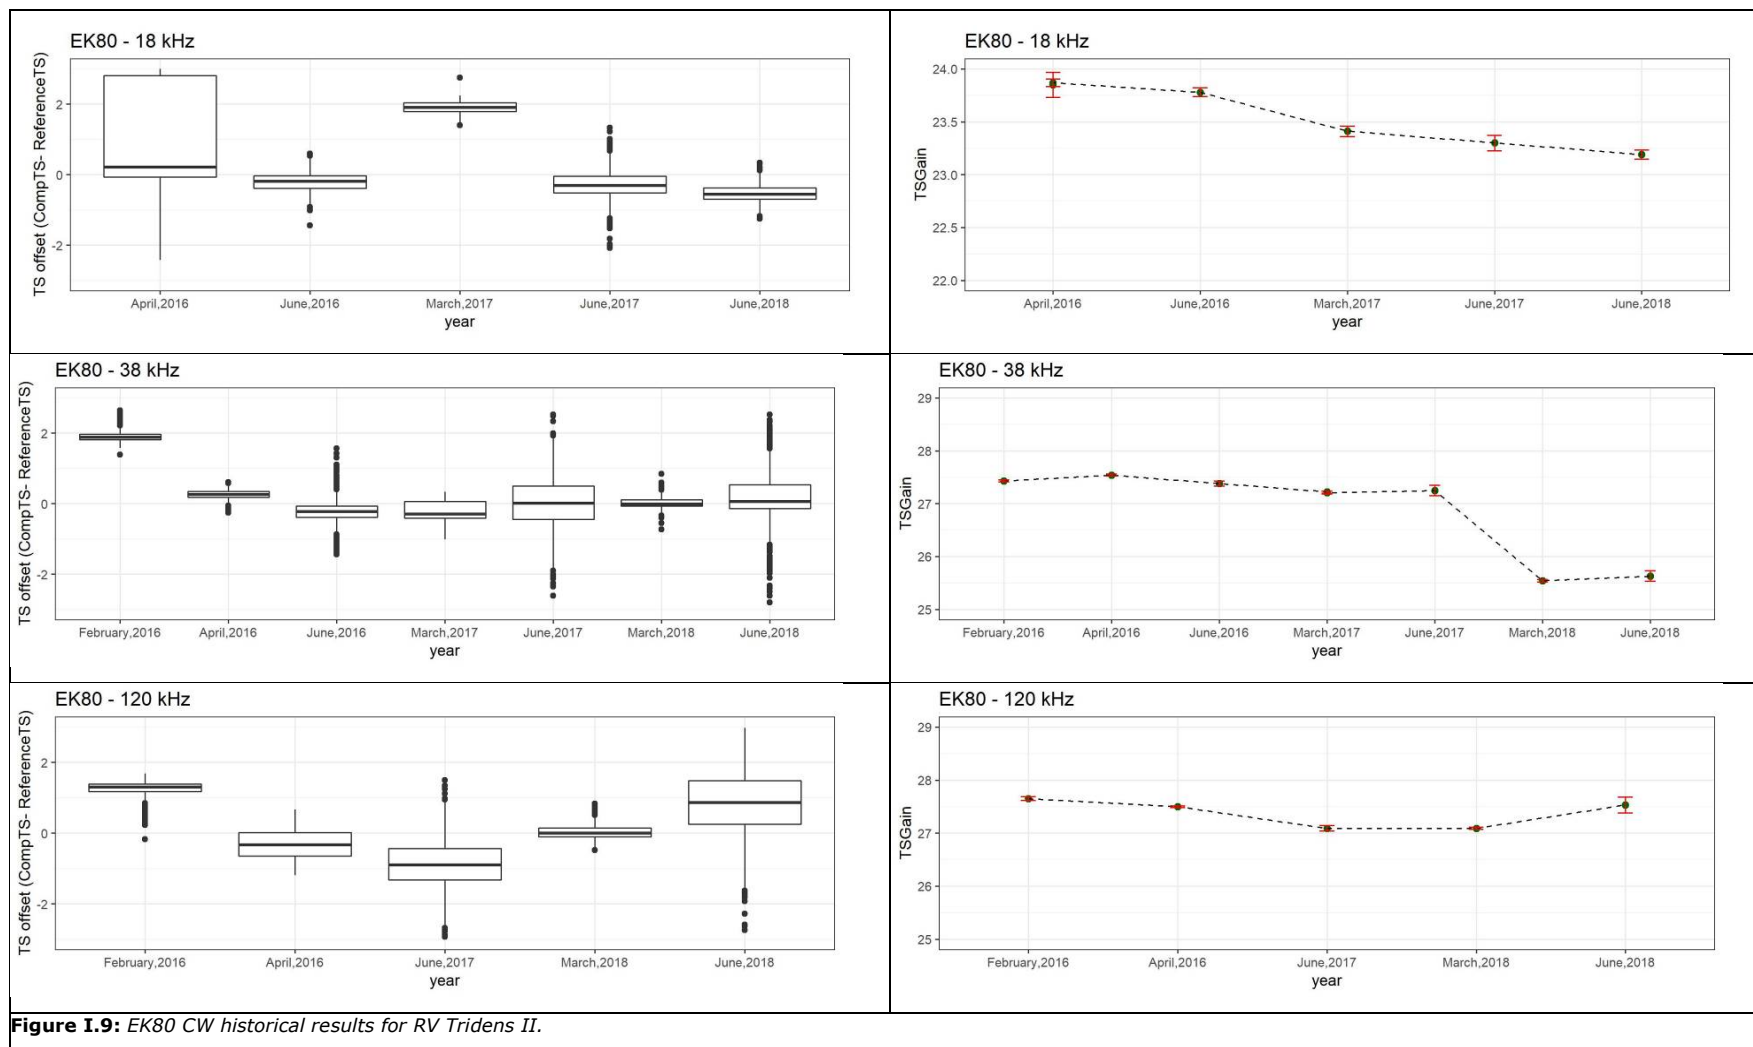 EK80 - 18 kHz
TS offset (CompTS- ReferenceTS)
2
0
-2
April,2016 June,2016 March,2017 June,2017 June,2018
year
EK80 - 18 kHz
TSGain
24.0
23.5
23.0
22.5
22.0
April,2016 June,2016 March,2017 June,2017 June,2018
year
EK80 - 38 kHz
TS offset (CompTS- ReferenceTS)
2
0
-2
February,2016 April,2016 June,2016 March,2017 June,2017 March,2018 June,2018
year
EK80 - 38 kHz
TSGain
29
28
27
26
25
February,2016 April,2016 June,2016 March,2017 June,2017 March,2018 June,2018
year
EK80 - 120 kHz
TS offset (CompTS- ReferenceTS)
2
0
-2
February,2016 April,2016 June,2017 March,2018 June,2018
year
EK80 - 120 kHz
TSGain
29
28
27
26
25
February,2016 April,2016 June,2017 March,2018 June,2018
year
Figure I.9: EK80 CW historical results for RV Tridens II.